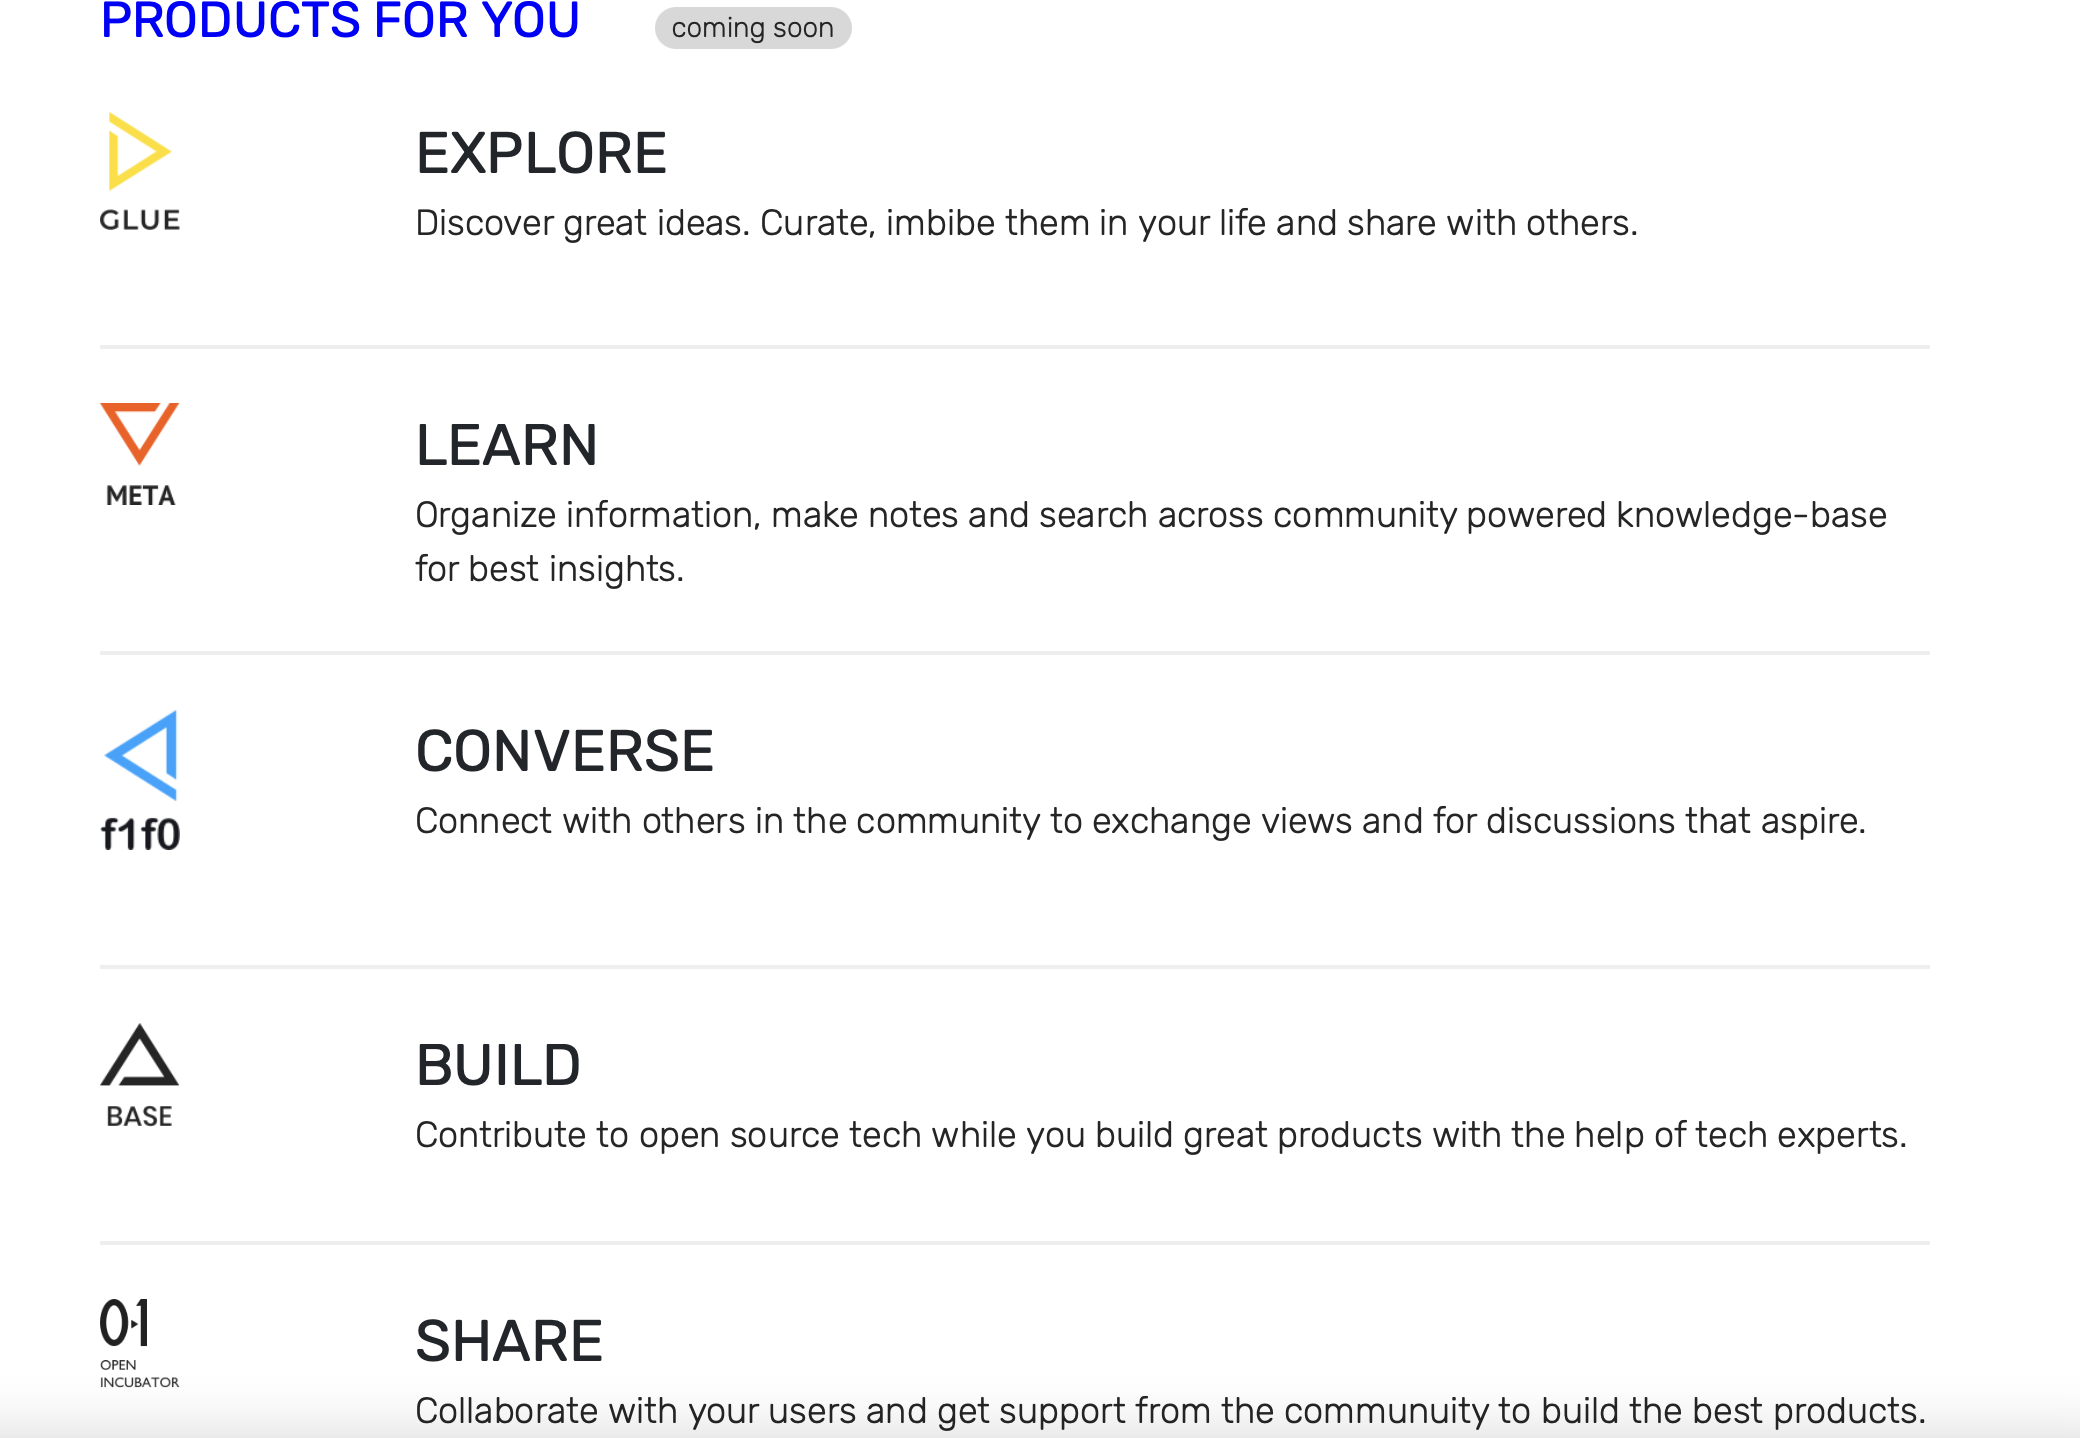 PRODUCTS FOR YOU coming soon
GLUE
EXPLORE
Discover great ideas. Curate, imbibe them in your life and share with others.
META
LEARN
Organize information, make notes and search across community powered knowledge-base
for best insights.
f1f0
CONVERSE
Connect with others in the community to exchange views and for discussions that aspire.
BASE
BUILD
Contribute to open source tech while you build great products with the help of tech experts.
0▸1
OPEN
INCUBATOR
SHARE
Collaborate with your users and get support from the communuity to build the best products.